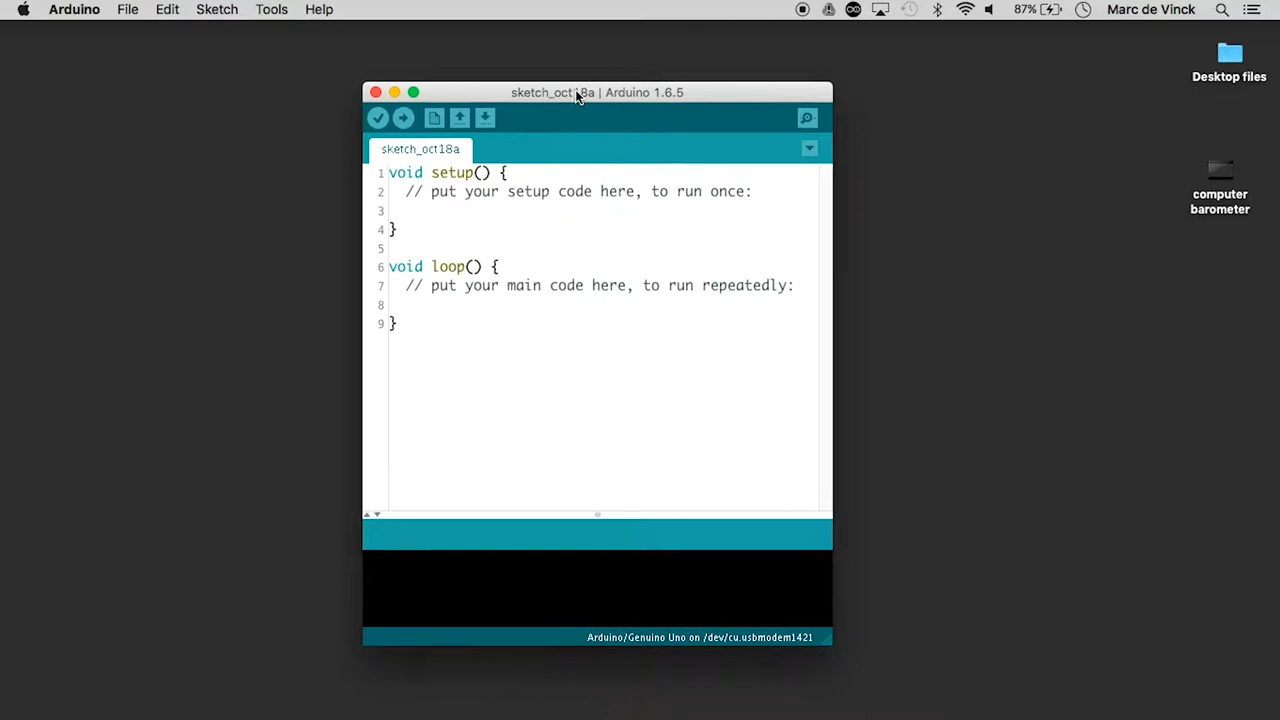 Arduino File Edit Sketch Tools Help 87% Marc de Vinck
Desktop files
sketch_oct18a | Arduino 1.6.5
sketch_oct18a
1 void setup() {
2 // put your setup code here, to run once:
3
4 }
5
6 void loop() {
7 // put your main code here, to run repeatedly:
8
9 }
computer
barometer
Arduino/Genuino Uno on /dev/cu.usbmodem1421